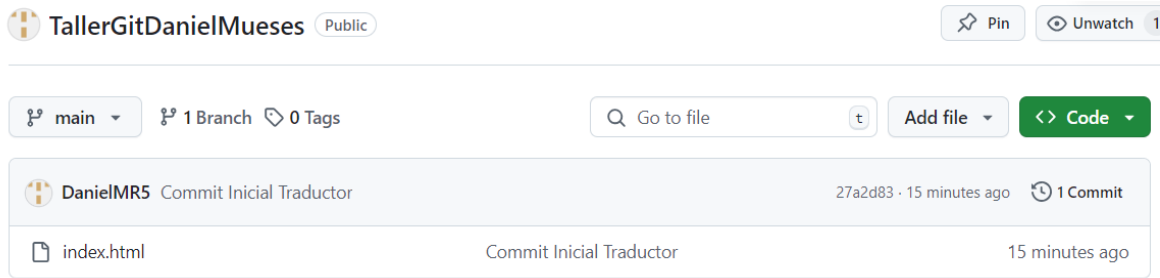 TallerGitDanielMueses Public Pin Unwatch 1
main 1 Branch 0 Tags Go to file t Add file <> Code
DanielMR5 Commit Inicial Traductor 27a2d83 · 15 minutes ago 1 Commit
index.html Commit Inicial Traductor 15 minutes ago